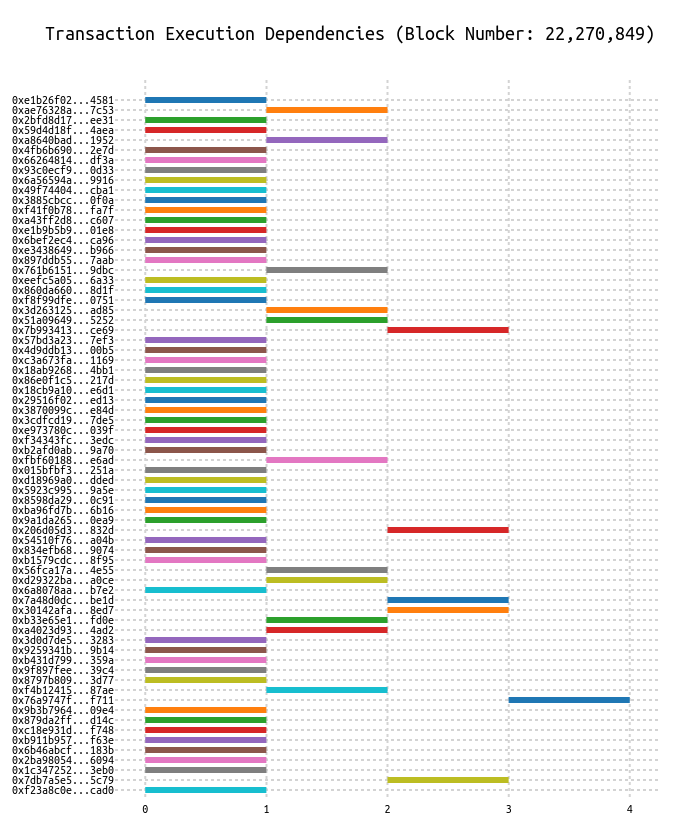 Transaction Execution Dependencies (Block Number: 22,270,849)
0xe1b26f02...4581
0xae76328a...7c53
0x2bfd8d17...ee31
0x59d4d18f...4aea
0xa8640bad...1952
0x4fb6b690...2e7d
0x66264814...df3a
0x93c0ecf9...0d33
0x6a56594a...9916
0x49f74404...cba1
0x3885cbcc...0f0a
0xf41f0b78...fa7f
0xa43ff2d8...c607
0xe1b9b5b9...01e8
0x6bef2ec4...ca96
0xe3438649...b966
0x897ddb55...7aab
0x761b6151...9dbc
0xeefc5a05...6a33
0x860da660...8d1f
0xf8f99dfe...0751
0x3d263125...ad85
0x51a09649...5252
0x7b993413...ce69
0x57bd3a23...7ef3
0x4d9ddb13...00b5
0xc3a673fa...1169
0x18ab9268...4bb1
0x86e0f1c5...217d
0x18cb9a10...e6d1
0x29516f02...ed13
0x3870099c...e84d
0x3cdfcd19...7de5
0xe973780c...039f
0xf34343fc...3edc
0xb2afd0ab...9a70
0xfbf60188...e6ad
0x015bfbf3...251a
0xd18969a0...dded
0x5923c995...9a5e
0x8598da29...0c91
0xba96fd7b...6b16
0x9a1da265...0ea9
0x206d05d3...832d
0x54510f76...a04b
0x834efb68...9074
0xb1579cdc...8f95
0x56fca17a...4e55
0xd29322ba...a0ce
0x6a8078aa...b7e2
0x7a48d0dc...be1d
0x30142afa...8ed7
0xb33e65e1...fd0e
0xa4023d93...4ad2
0x3d0d7de5...3283
0x9259341b...9b14
0xb431d799...359a
0x9f897fee...39c4
0x8797b809...3d77
0xf4b12415...87ae
0x76a9747f...f711
0x9b3b7964...09e4
0x879da2ff...d14c
0xc18e931d...f748
0xb911b957...f63e
0x6b46abcf...183b
0x2ba98054...6094
0x1c347252...3eb0
0x7db7a5e5...5c79
0xf23a8c0e...cad0
0 1 2 3 4